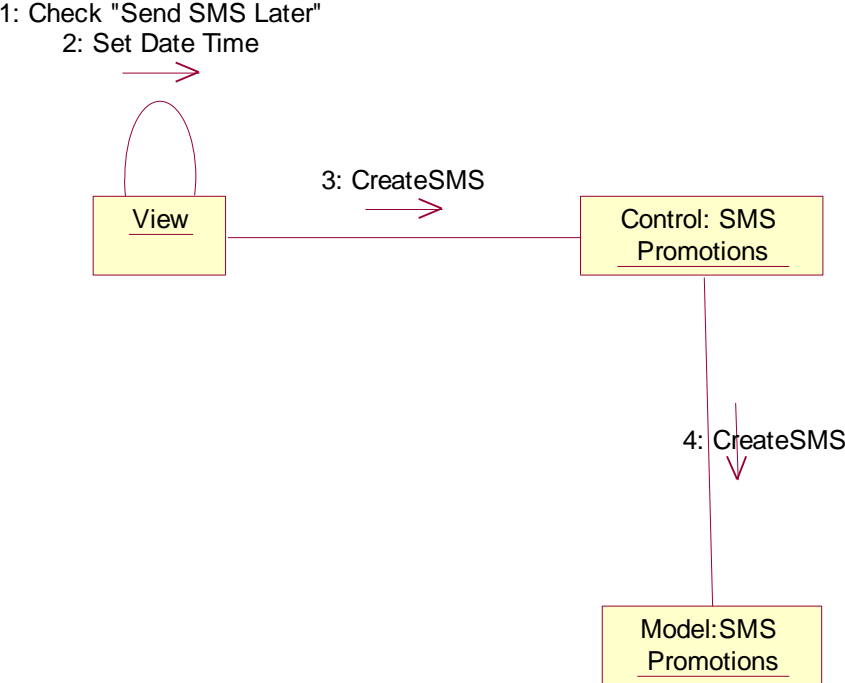 1: Check "Send SMS Later"
2: Set Date Time
3: CreateSMS
View
Control: SMS
Promotions
4: CreateSMS
Model:SMS
Promotions